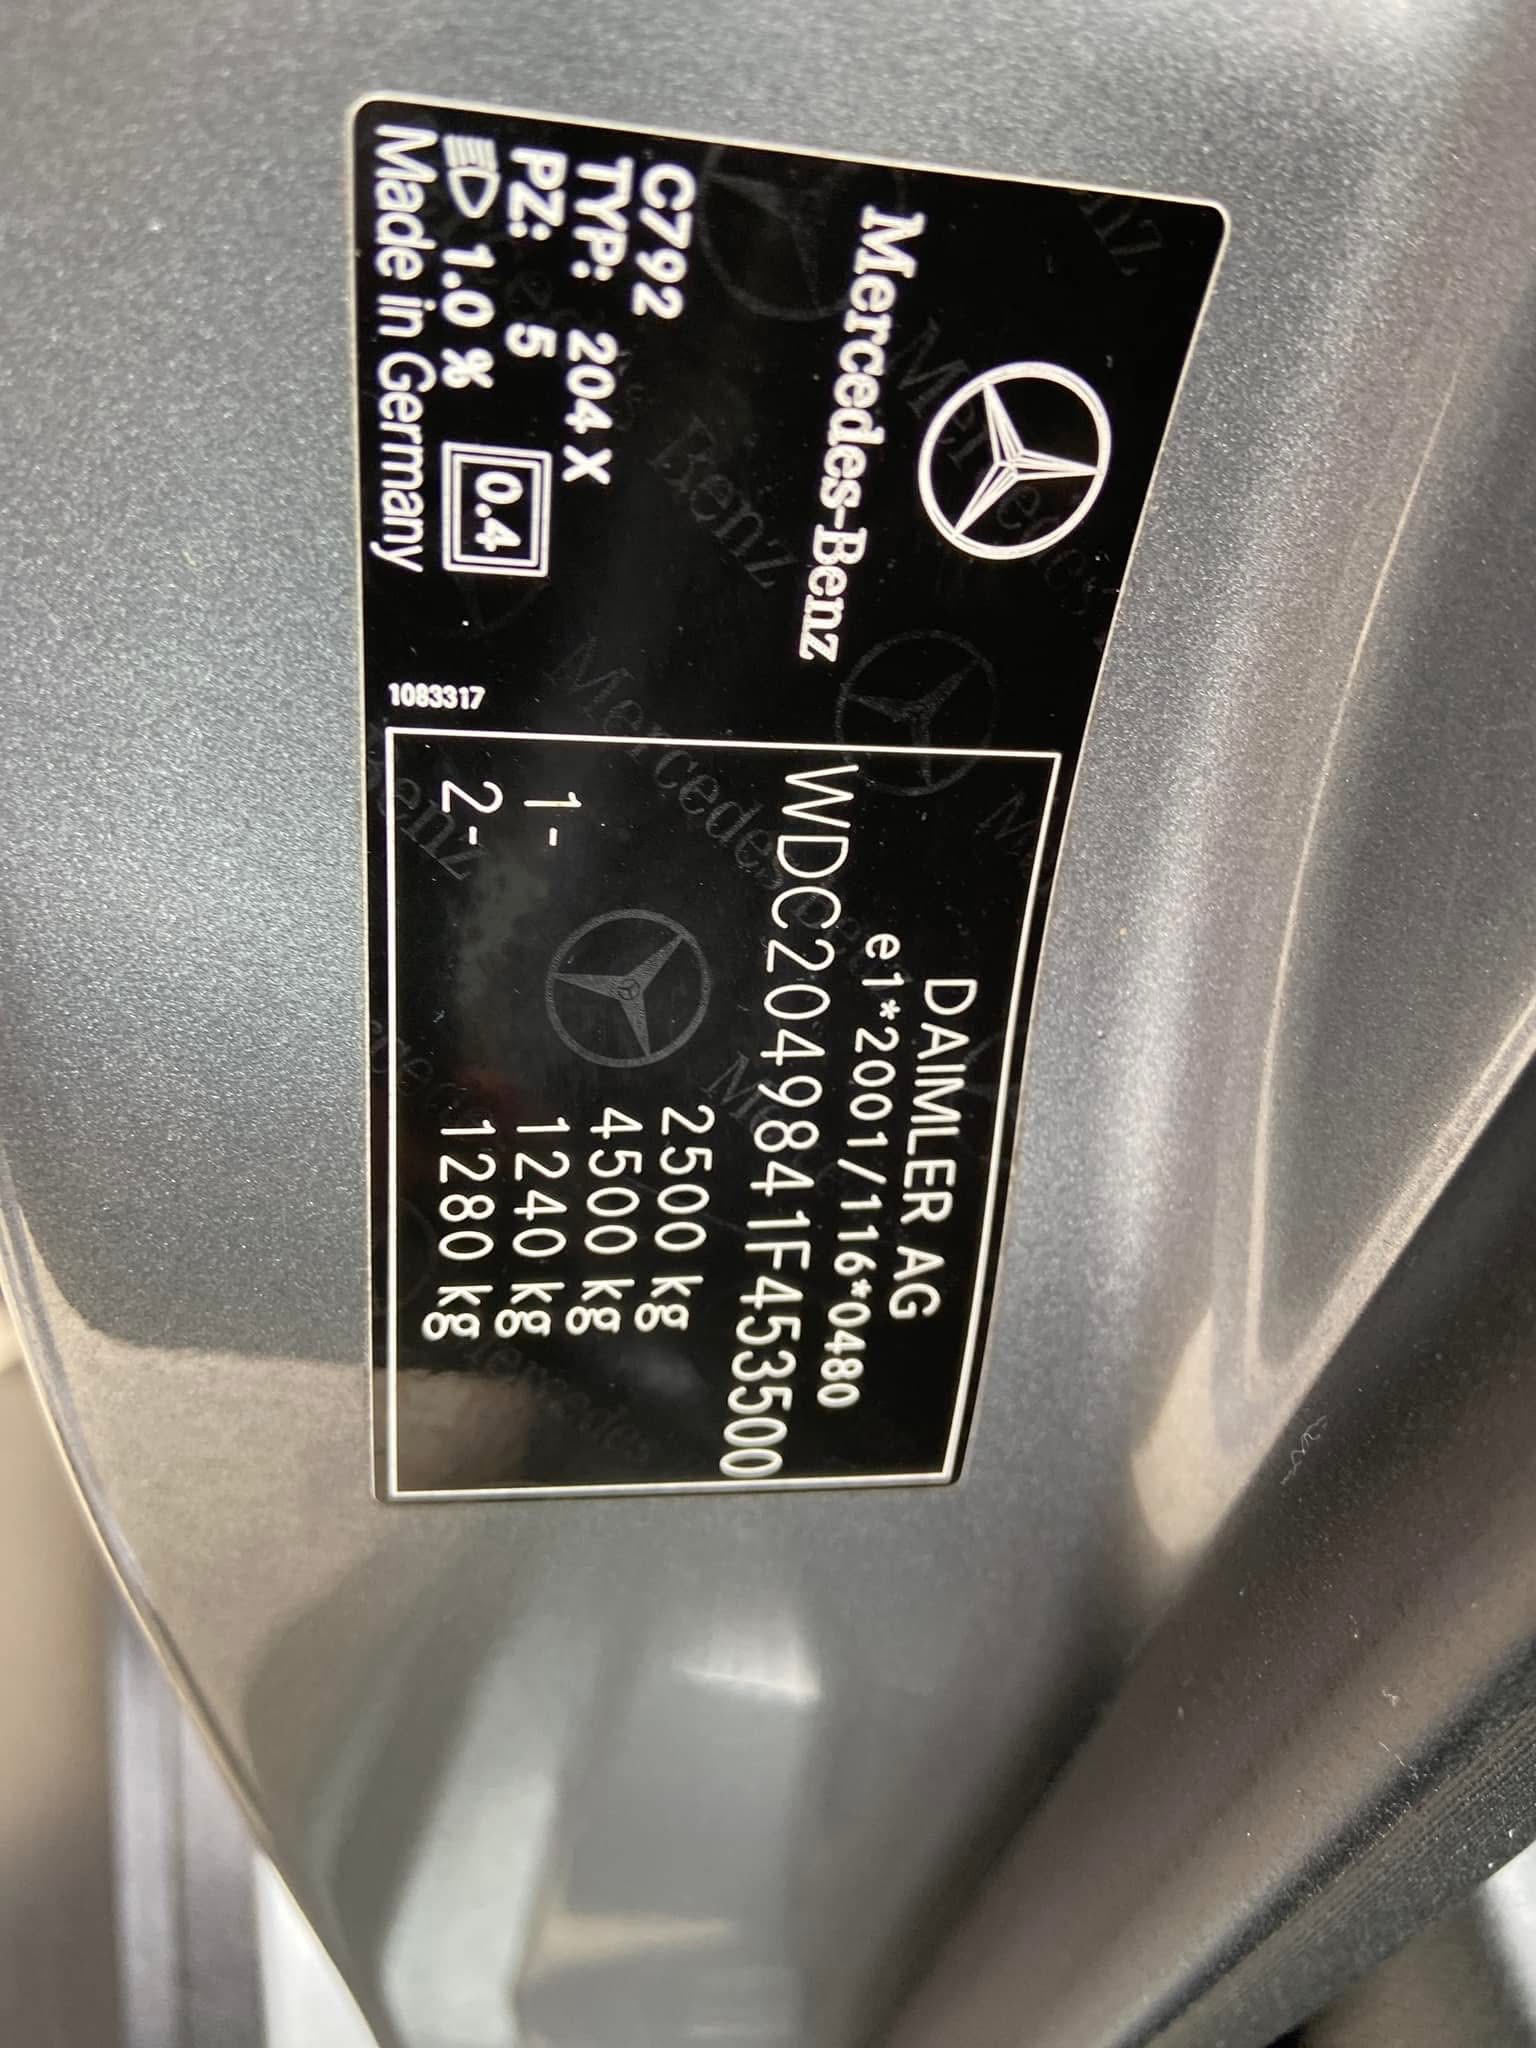 Mercedes-Benz
C792
TYP: 204 X
PZ: 5
1.0 % 0.4
Made in Germany
1083317
DAIMLER AG
e1*2001/116*0480
WDC2049841F453500
2500 kg
4500 kg
1- 1240 kg
2- 1280 kg